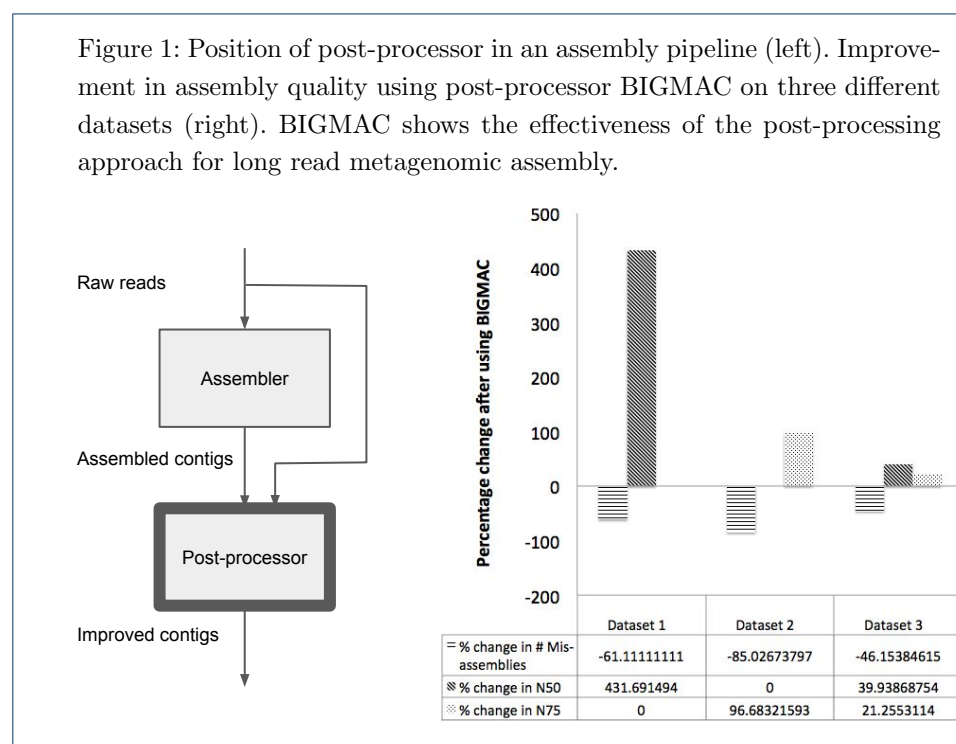 Figure 1: Position of post-processor in an assembly pipeline (left). Improve-
ment in assembly quality using post-processor BIGMAC on three different
datasets (right). BIGMAC shows the effectiveness of the post-processing
approach for long read metagenomic assembly.
Raw reads
Assembler
Assembled contigs
Post-processor
Improved contigs
Percentage change after using BIGMAC
500
400
300
200
100
0
-100
-200
Dataset 1 Dataset 2 Dataset 3
% change in # Mis-
assemblies -61.11111111 -85.02673797 -46.15384615
% change in N50 431.691494 0 39.93868754
% change in N75 0 96.68321593 21.2553114